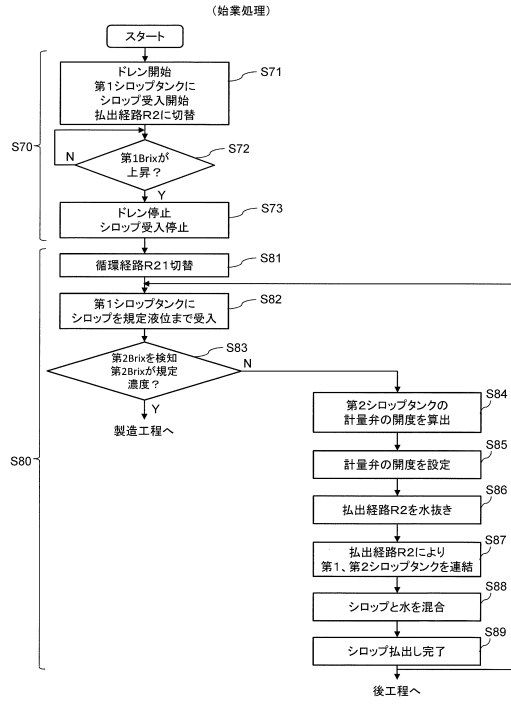 （始業処理）
スタート
S71
ドレン開始
第1シロップタンクに
シロップ受入開始
払出経路R2に切替
S70
S72
N
第1Brixが
上昇？
Y
S73
ドレン停止
シロップ受入停止
S81
循環経路R21切替
S82
第1シロップタンクに
シロップを規定液位まで受入
S83
第2Brixを検知
第2Brixが規定
濃度？
N
Y
製造工程へ
S80
S84
第2シロップタンクの
計量弁の開度を算出
S85
計量弁の開度を設定
S86
払出経路R2を水抜き
S87
払出経路R2により
第1、第2シロップタンクを連結
S88
シロップと水を混合
S89
シロップ払出し完了
後工程へ